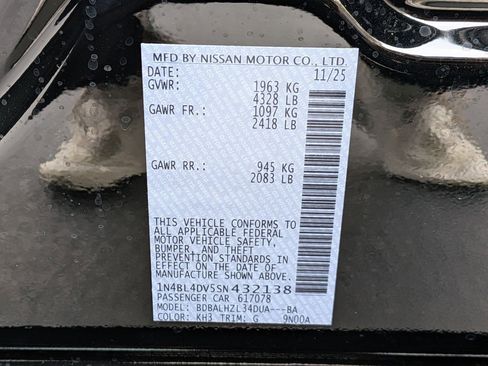 MFD BY NISSAN MOTOR CO., LTD.
DATE: 11/25
GVWR: 1963 KG
4328 LB
GAWR FR.: 1097 KG
2418 LB
GAWR RR.: 945 KG
2083 LB
THIS VEHICLE CONFORMS TO
ALL APPLICABLE FEDERAL
MOTOR VEHICLE SAFETY,
BUMPER, AND THEFT
PREVENTION STANDARDS IN
EFFECT ON THE DATE OF
MANUFACTURE SHOWN ABOVE.
1N4BL4DV5SN432138
PASSENGER CAR 617078
MODEL: BDBALHZL34DUA---BA
COLOR: KH3 TRIM: G 9N00A